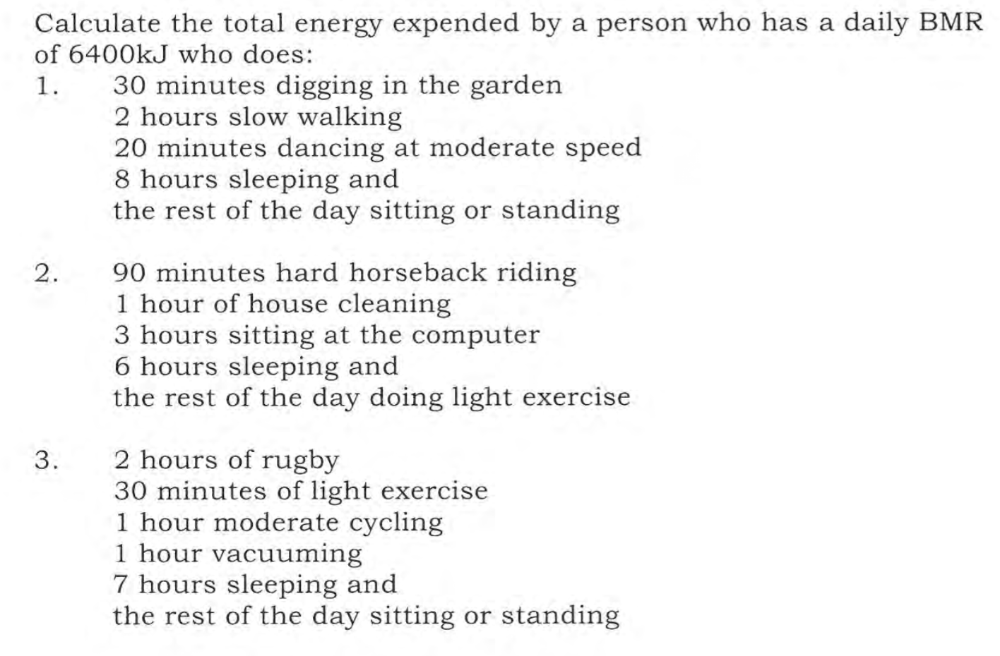 Calculate the total energy expended by a person who has a daily BMR
of 6400kJ who does:
1. 30 minutes digging in the garden
2 hours slow walking
20 minutes dancing at moderate speed
8 hours sleeping and
the rest of the day sitting or standing
2. 90 minutes hard horseback riding
1 hour of house cleaning
3 hours sitting at the computer
6 hours sleeping and
the rest of the day doing light exercise
3. 2 hours of rugby
30 minutes of light exercise
1 hour moderate cycling
1 hour vacuuming
7 hours sleeping and
the rest of the day sitting or standing